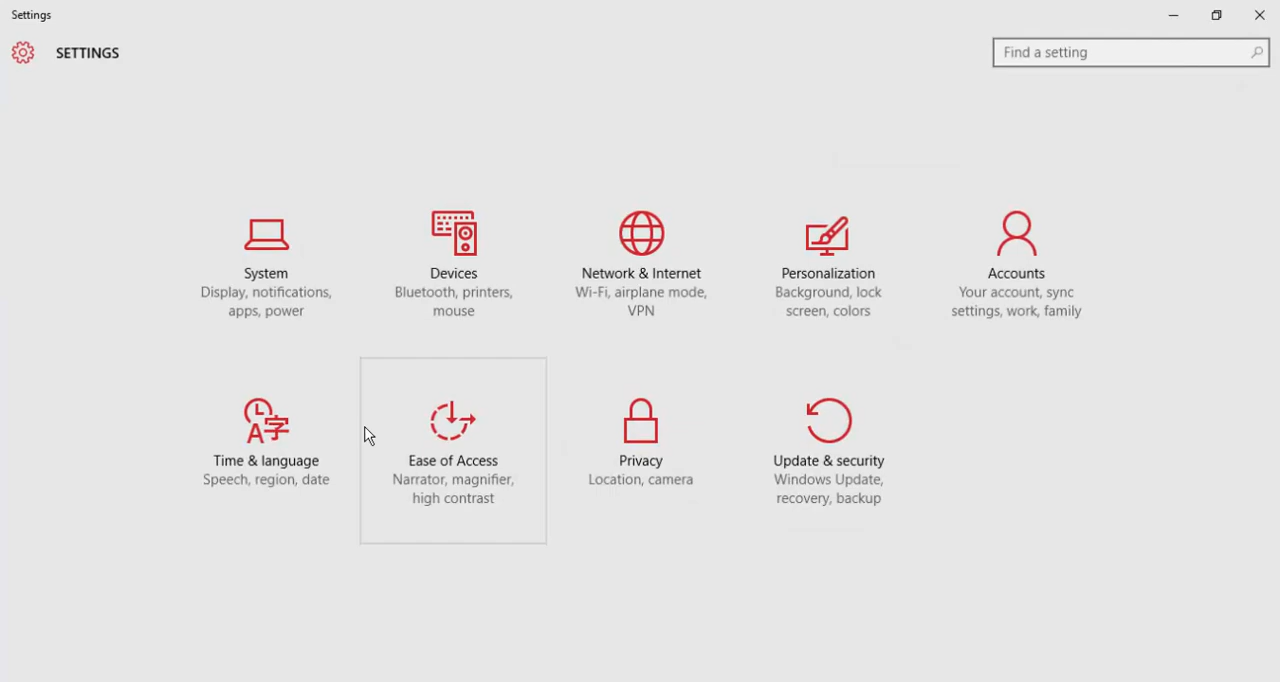 Settings
SETTINGS
Find a setting
System
Display, notifications,
apps, power
Devices
Bluetooth, printers,
mouse
Network & Internet
Wi-Fi, airplane mode,
VPN
Personalization
Background, lock
screen, colors
Accounts
Your account, sync
settings, work, family
A字
Time & language
Speech, region, date
Ease of Access
Narrator, magnifier,
high contrast
Privacy
Location, camera
Update & security
Windows Update,
recovery, backup